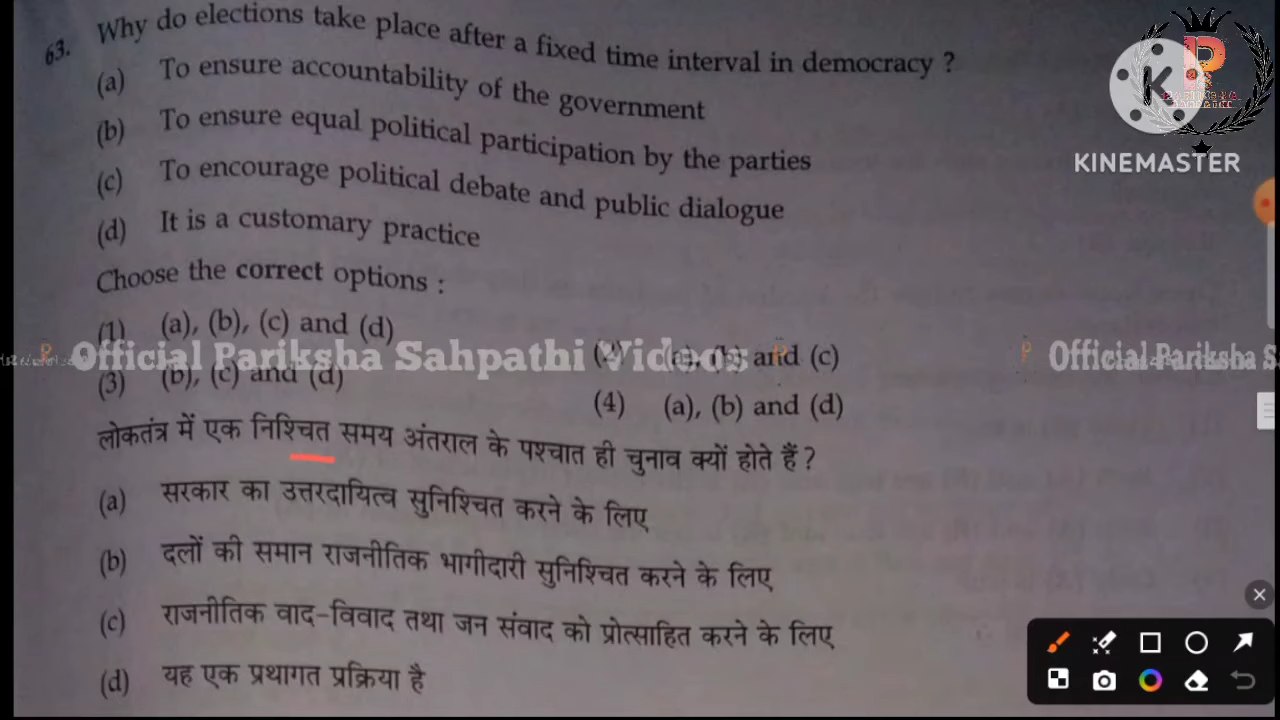 63. Why do elections take place after a fixed time interval in democracy ?
(a) To ensure accountability of the government
(b) To ensure equal political participation by the parties
(c) To encourage political debate and public dialogue
(d) It is a customary practice
Choose the correct options :
(1) (a), (b), (c) and (d)
(2) (a), (b) and (c)
(3) (b), (c) and (d)
(4) (a), (b) and (d)
Official Pariksha Sahpathi Videos
Official Pariksha S
लोकतंत्र में एक निश्चित समय अंतराल के पश्चात ही चुनाव क्यों होते हैं ?
(a) सरकार का उत्तरदायित्व सुनिश्चित करने के लिए
(b) दलों की समान राजनीतिक भागीदारी सुनिश्चित करने के लिए
(c) राजनीतिक वाद-विवाद तथा जन संवाद को प्रोत्साहित करने के लिए
(d) यह एक प्रथागत प्रक्रिया है
K
KINEMASTER